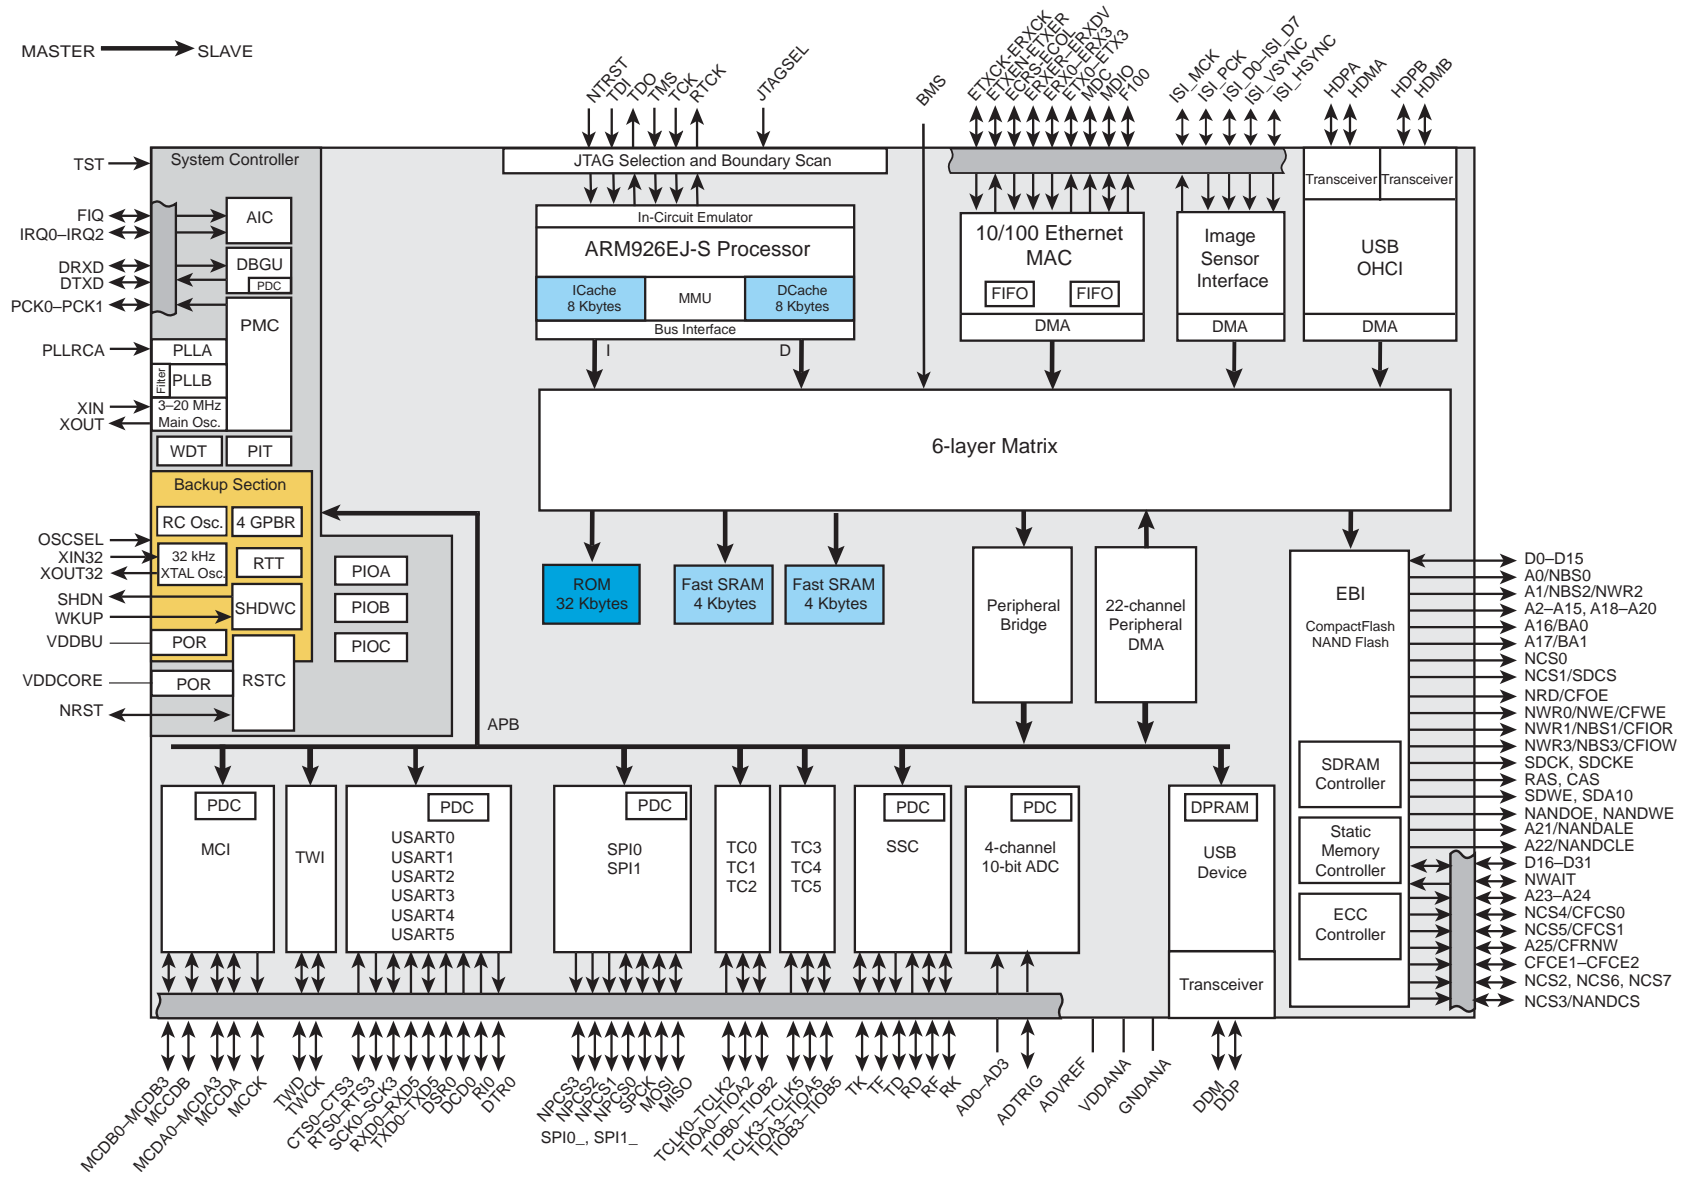 MASTER
SLAVE
NTRST
TDI
TDO
TMS
TCK
RTCK
JTAGSEL
BMS
ETXCK-ERXCK
ETXEN-ETXER
ECRS-ECOL
ERXER-ERXDV
ERX0–ERX3
ETX0–ETX3
MDC
MDIO
F100
ISI_MCK
ISI_PCK
ISI_D0–ISI_D7
ISI_VSYNC
ISI_HSYNC
HDPA
HDMA
HDPB
HDMB
TST
FIQ
IRQ0–IRQ2
DRXD
DTXD
PCK0–PCK1
PLLRCA
XIN
XOUT
OSCSEL
XIN32
XOUT32
SHDN
WKUP
VDDBU
VDDCORE
NRST
System Controller
AIC
DBGU
PDC
PMC
PLLA
Filter
PLLB
3–20 MHz
Main Osc.
WDT
PIT
Backup Section
RC Osc.
4 GPBR
32 kHz
XTAL Osc.
RTT
SHDWC
POR
POR
RSTC
PIOA
PIOB
PIOC
JTAG Selection and Boundary Scan
In-Circuit Emulator
ARM926EJ-S Processor
ICache
8 Kbytes
MMU
DCache
8 Kbytes
Bus Interface
I
D
10/100 Ethernet
MAC
FIFO
FIFO
DMA
Image
Sensor
Interface
DMA
Transceiver
Transceiver
USB
OHCI
DMA
6-layer Matrix
ROM
32 Kbytes
Fast SRAM
4 Kbytes
Fast SRAM
4 Kbytes
Peripheral
Bridge
22-channel
Peripheral
DMA
EBI
CompactFlash
NAND Flash
SDRAM
Controller
Static
Memory
Controller
ECC
Controller
D0–D15
A0/NBS0
A1/NBS2/NWR2
A2–A15, A18–A20
A16/BA0
A17/BA1
NCS0
NCS1/SDCS
NRD/CFOE
NWR0/NWE/CFWE
NWR1/NBS1/CFIOR
NWR3/NBS3/CFIOW
SDCK, SDCKE
RAS, CAS
SDWE, SDA10
NANDOE, NANDWE
A21/NANDALE
A22/NANDCLE
D16–D31
NWAIT
A23–A24
NCS4/CFCS0
NCS5/CFCS1
A25/CFRNW
CFCE1–CFCE2
NCS2, NCS6, NCS7
NCS3/NANDCS
APB
PDC
MCI
TWI
PDC
USART0
USART1
USART2
USART3
USART4
USART5
PDC
SPI0
SPI1
TC0
TC1
TC2
TC3
TC4
TC5
PDC
SSC
PDC
4-channel
10-bit ADC
DPRAM
USB
Device
Transceiver
MCDB0–MCDB3
MCCDB
MCDA0–MCDA3
MCCDA
MCCK
TWD
TWCK
CTS0–CTS3
RTS0–RTS3
SCK0–SCK3
RXD0–RXD5
TXD0–TXD5
DSR0
DCD0
RI0
DTR0
NPCS3
NPCS2
NPCS1
NPCS0
SPCK
MOSI
MISO
SPI0_, SPI1_
TCLK0–TCLK2
TIOA0–TIOA2
TIOB0–TIOB2
TCLK3–TCLK5
TIOA3–TIOA5
TIOB3–TIOB5
TK
TF
TD
RD
RF
RK
AD0–AD3
ADTRIG
ADVREF
VDDANA
GNDANA
DDM
DDP